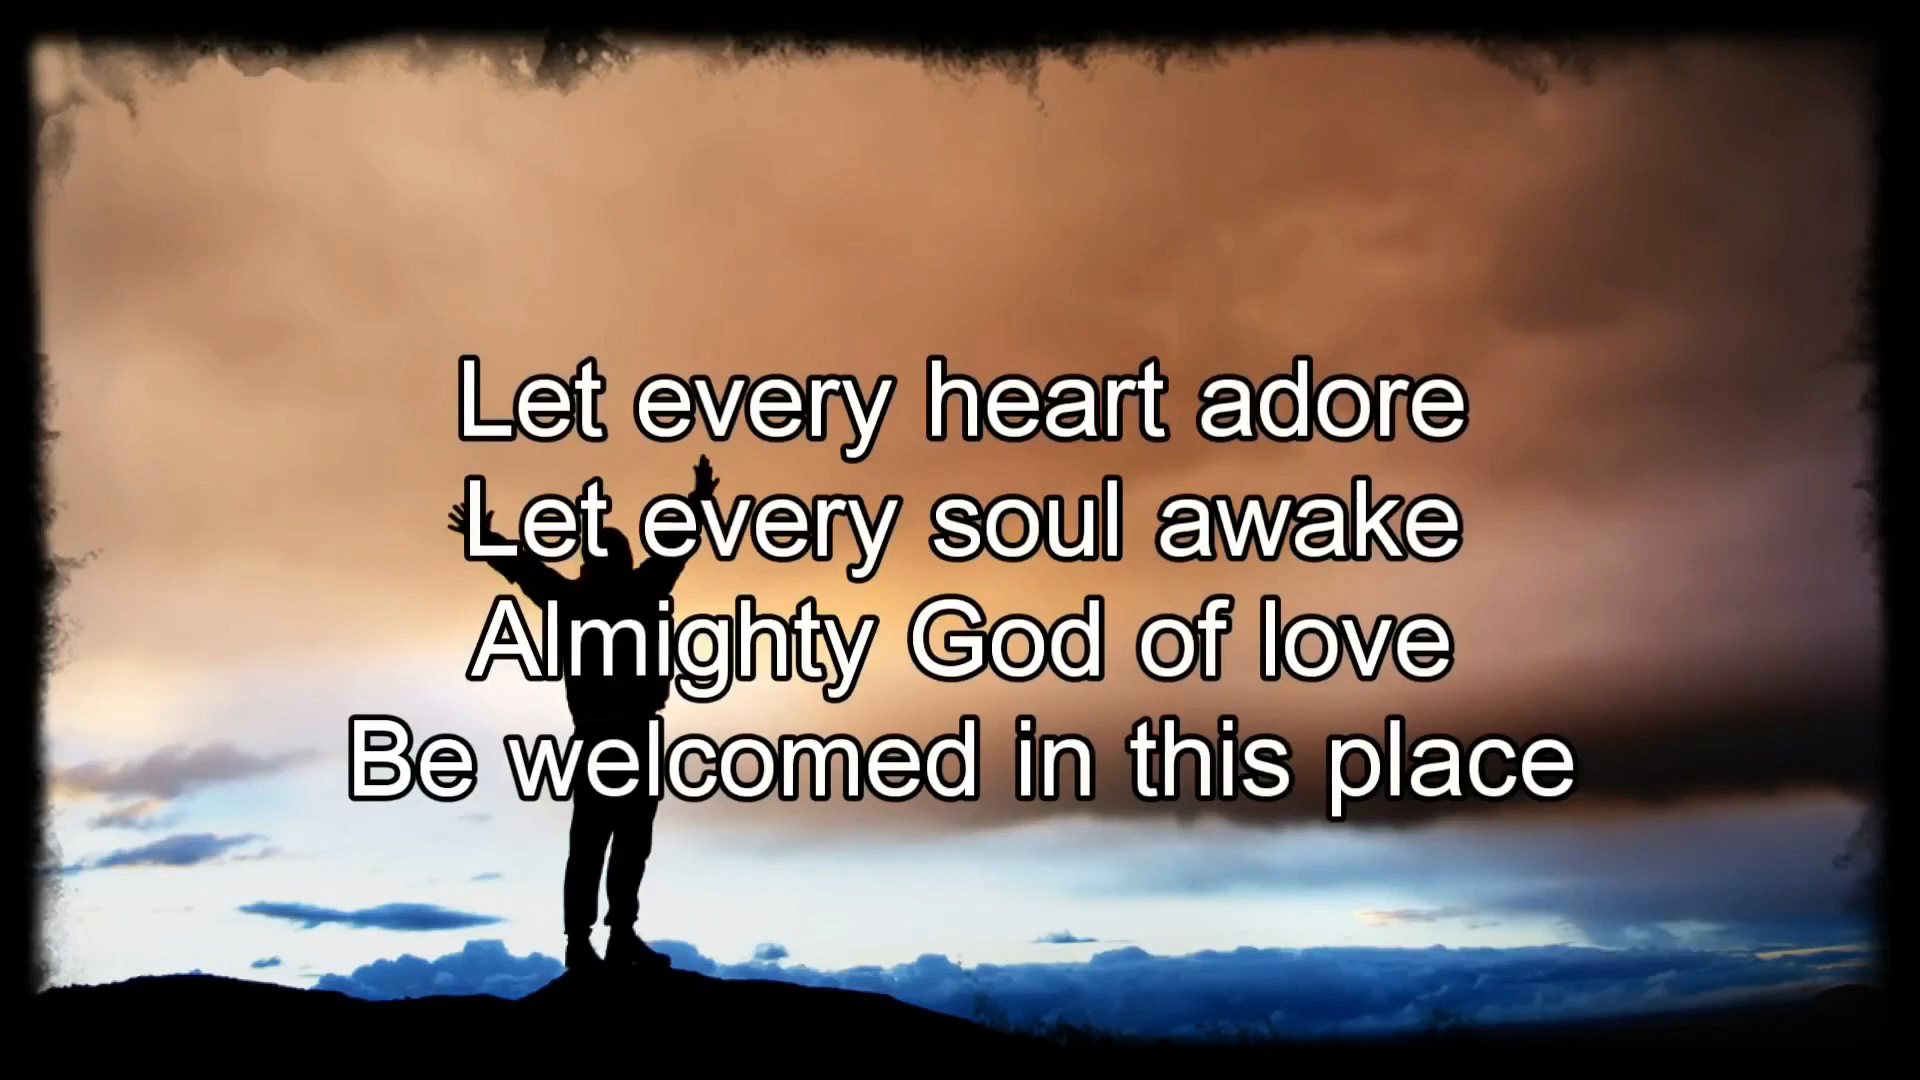 Let every heart adore
Let every soul awake
Almighty God of love
Be welcomed in this place